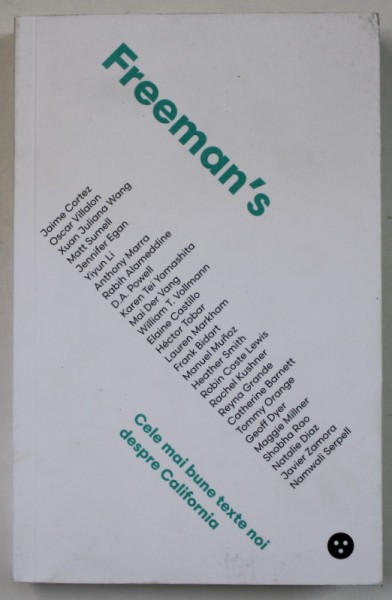 Freeman's
Jaime Cortez
Oscar Villalon
Xuan Juliana Wang
Matt Sumell
Jennifer Egan
Yiyun Li
Anthony Marra
Rabih Alameddine
D.A. Powell
Karen Tei Yamashita
Mai Der Vang
William T. Vollmann
Elaine Castillo
Héctor Tobar
Lauren Markham
Frank Bidart
Manuel Muñoz
Heather Smith
Robin Coste Lewis
Rachel Kushner
Reyna Grande
Catherine Barnett
Tommy Orange
Geoff Dyer
Maggie Millner
Shobha Rao
Natalie Diaz
Javier Zamora
Namwali Serpell
Cele mai bune texte noi
despre California